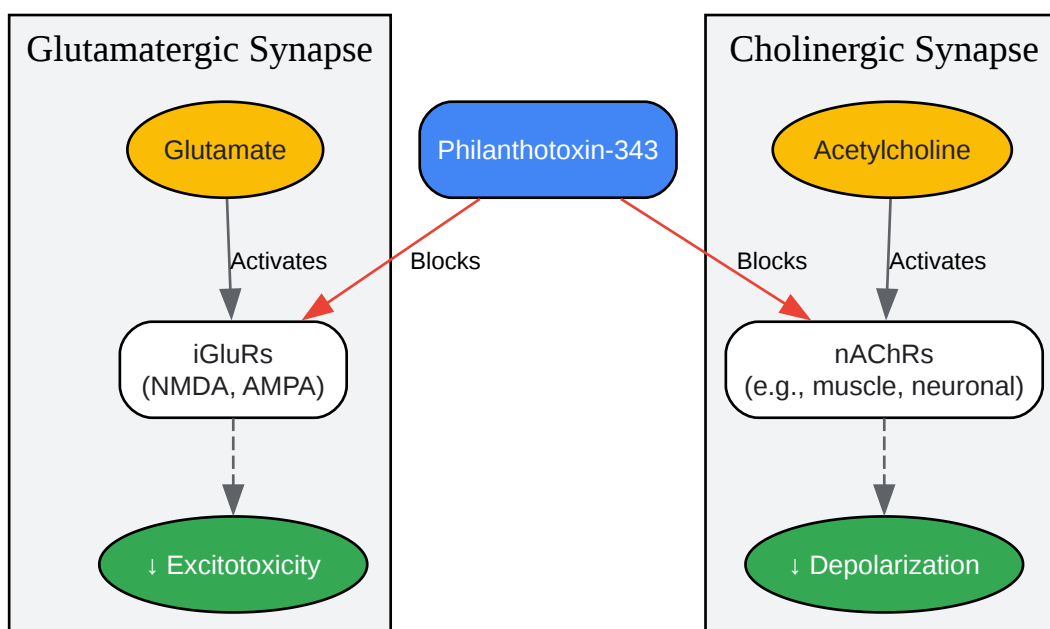 Glutamatergic Synapse
Cholinergic Synapse
Glutamate
Philanthotoxin-343
Acetylcholine
Activates
Blocks
Blocks
Activates
iGluRs
(NMDA, AMPA)
nAChRs
(e.g., muscle, neuronal)
↓ Excitotoxicity
↓ Depolarization